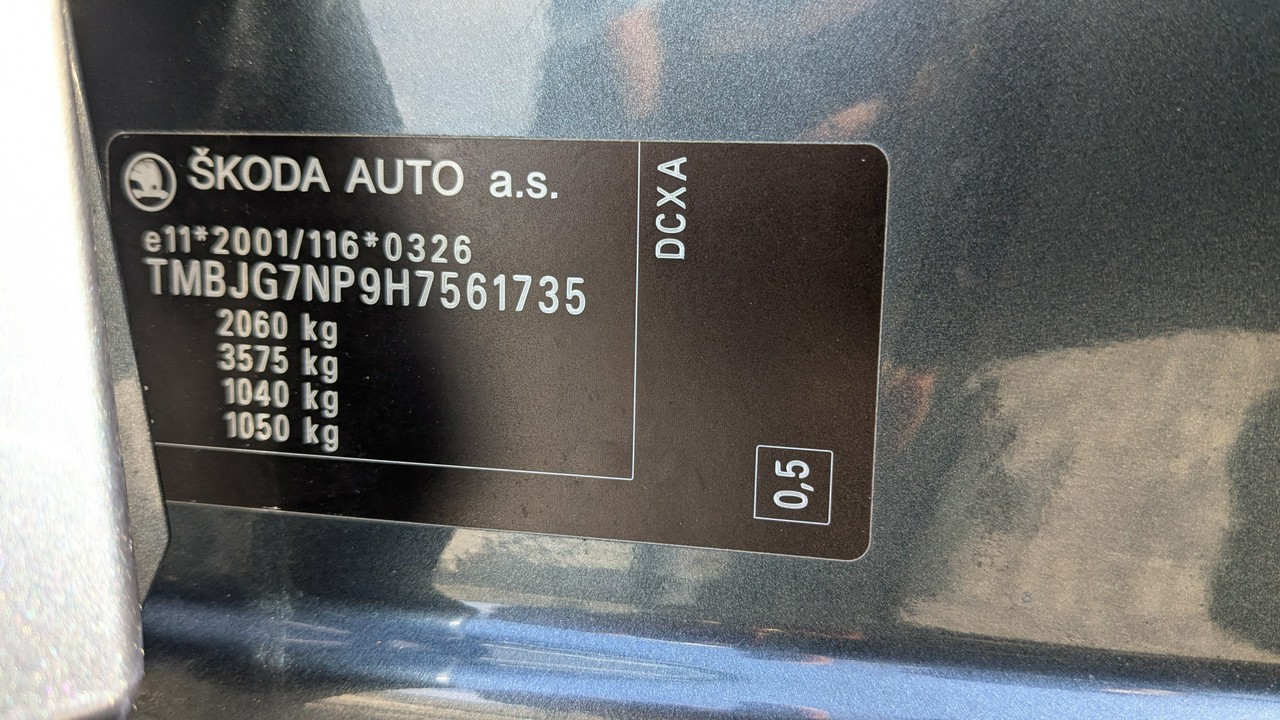 ŠKODA AUTO a.s.
e11*2001/116*0326
TMBJG7NP9H7561735
2060 kg
3575 kg
1040 kg
1050 kg
DCXA
0,5